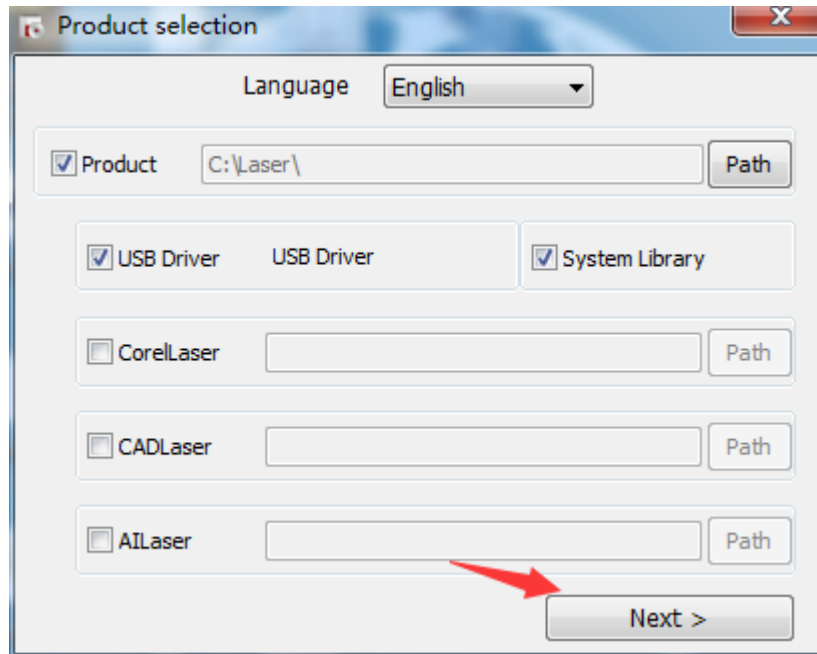 Product selection
Language English
Product C:\Laser\ Path
USB Driver USB Driver System Library
CorelLaser Path
CADLaser Path
AILaser Path
Next >